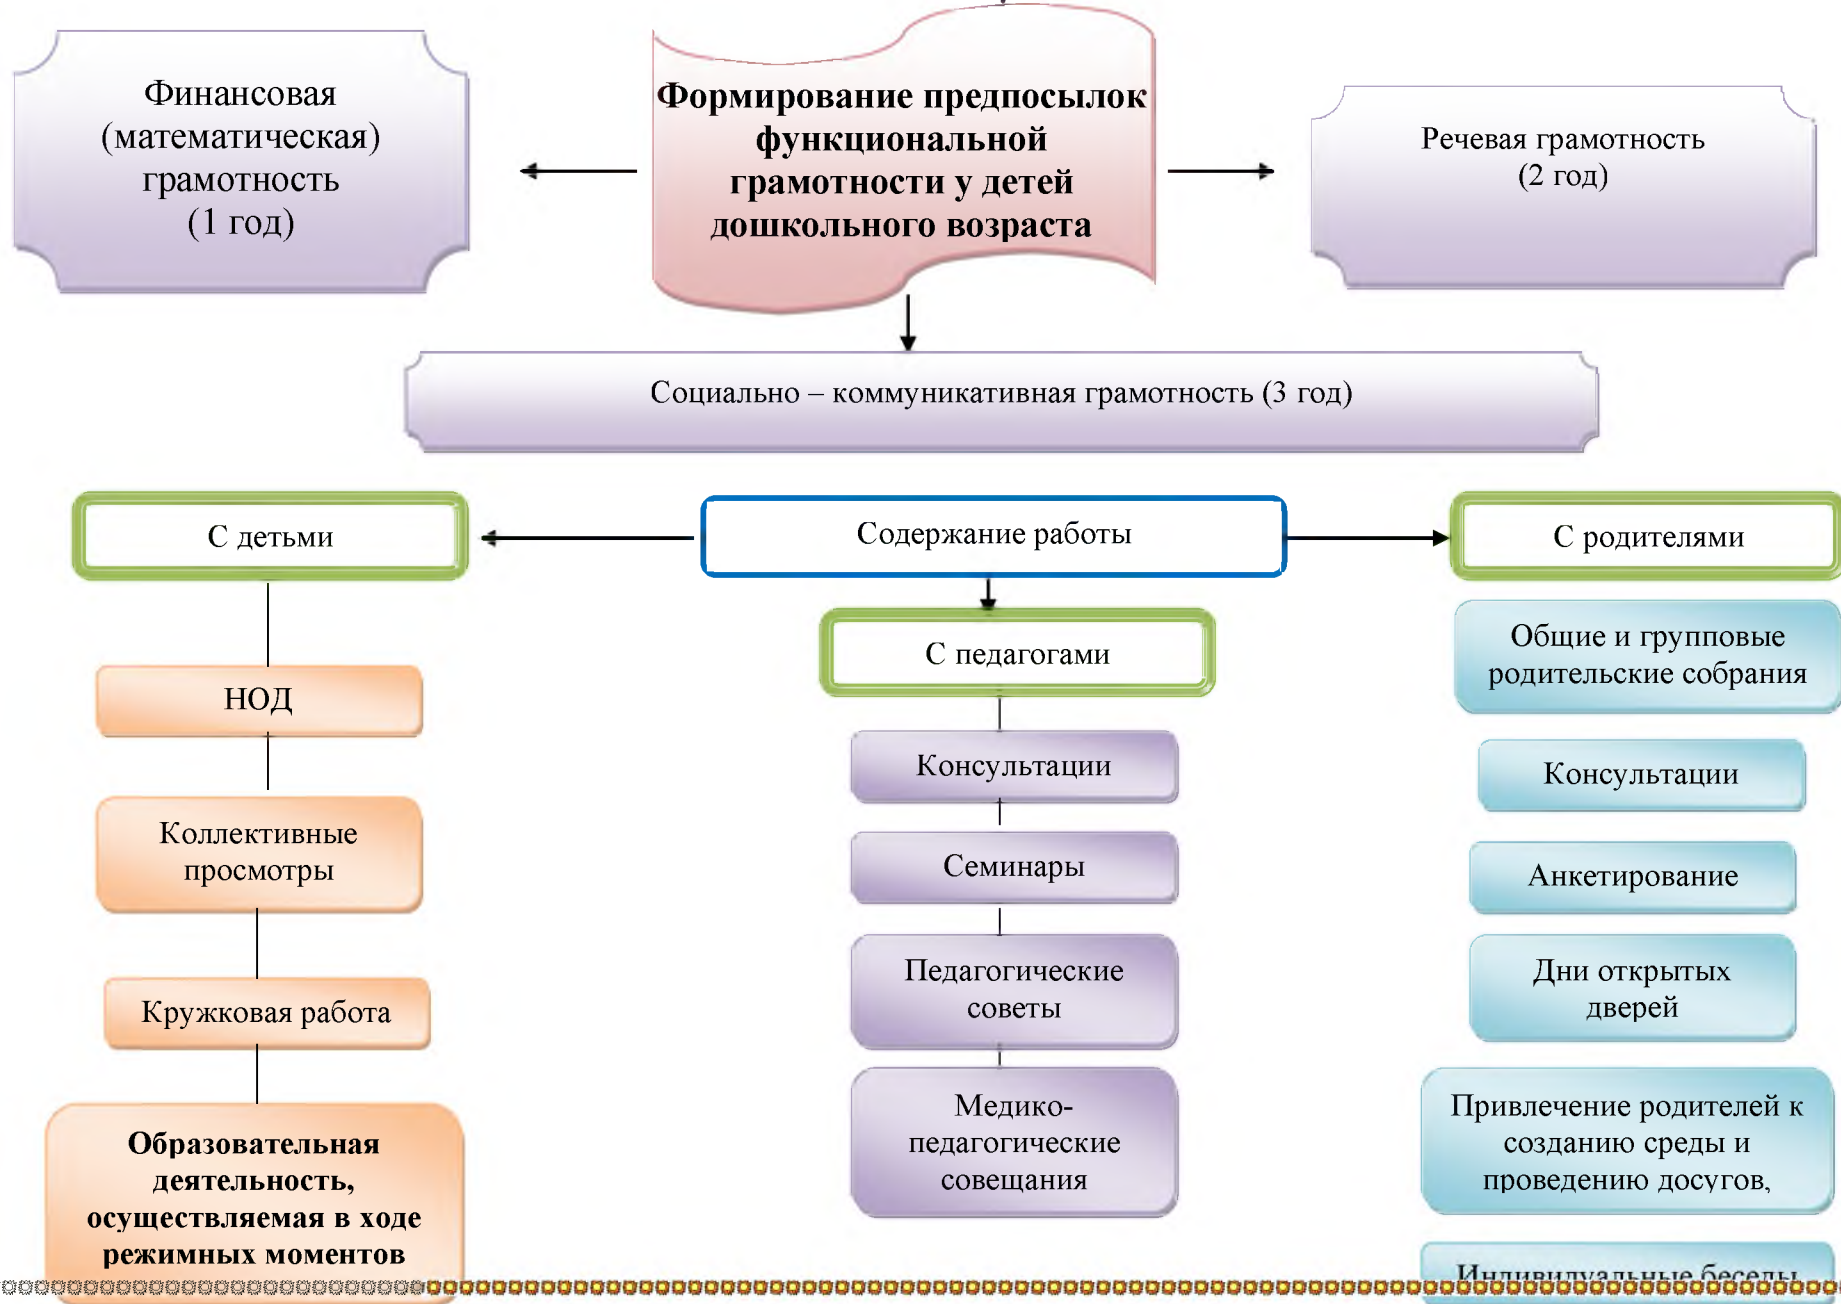 Финансовая
(математическая)
грамотность
(1 год)
Формирование предпосылок
функциональной
грамотности у детей
дошкольного возраста
Речевая грамотность
(2 год)
Социально – коммуникативная грамотность (3 год)
С детьми
Содержание работы
С родителями
С педагогами
НОД
Коллективные
просмотры
Кружковая работа
Образовательная
деятельность,
осуществляемая в ходе
режимных моментов
Консультации
Семинары
Педагогические
советы
Медико-
педагогические
совещания
Общие и групповые
родительские собрания
Консультации
Анкетирование
Дни открытых
дверей
Привлечение родителей к
созданию среды и
проведению досугов,
Индивидуальные беседы